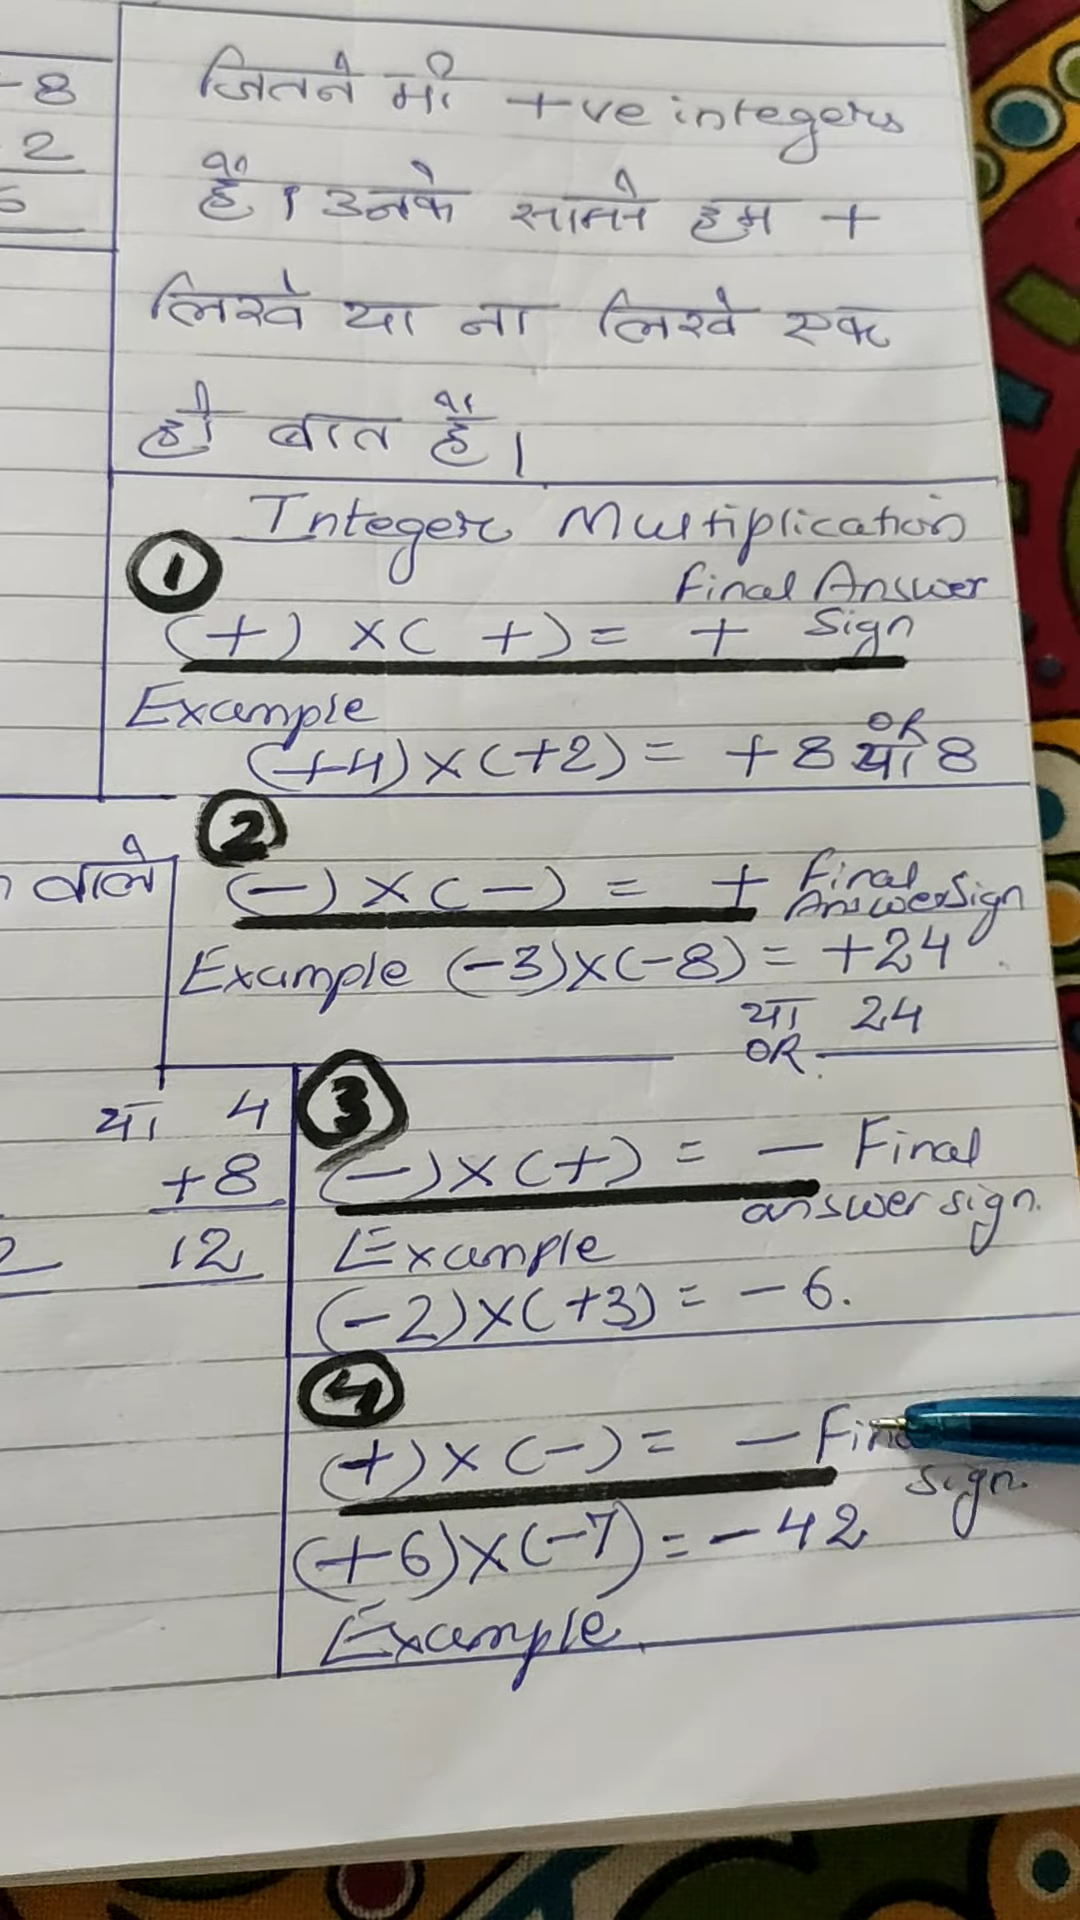 -8
2
जितने भी +ve integers
हैं। उनके सामने हम +
लिखे या ना लिखे एक
ही बात हैं।
Integer Multiplication
① Final Answer
(+) × ( +) = + Sign
Example
(+4) × (+2) = + 8 OR या 8
②
वाले
(-) × (-) = + Final
Answer Sign
Example (-3)×(-8) = +24
या 24
OR
③
या 4
+8
12
(-)×(+) = - Final
answer sign.
Example
(-2)×(+3) = -6.
④
(+)×(-) = -
sign.
(+6)×(-7) = -42
Example